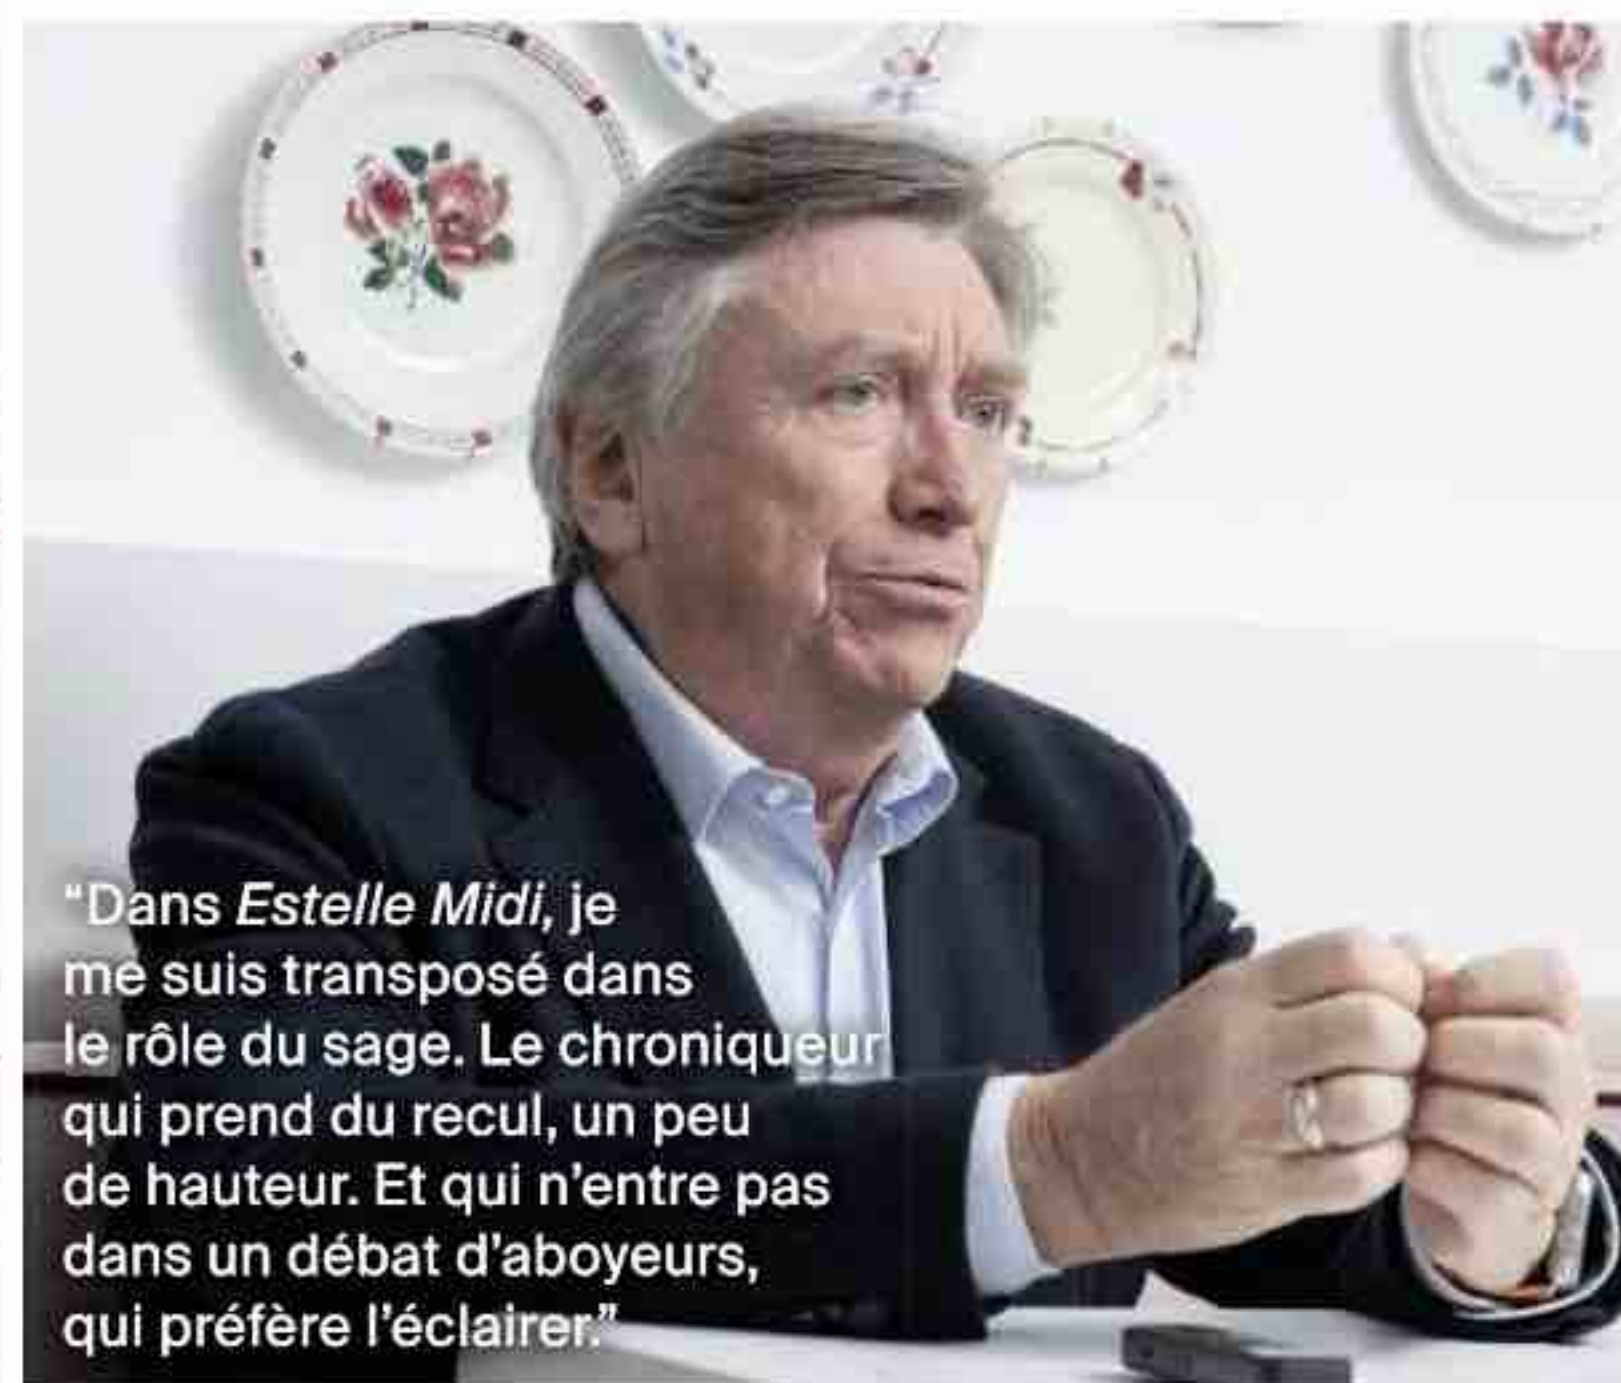 “Dans Estelle Midi, je
me suis transposé dans
le rôle du sage. Le chroniqueur
qui prend du recul, un peu
de hauteur. Et qui n’entre pas
dans un débat d'aboyeurs,
qui préfère l’éclairer.”